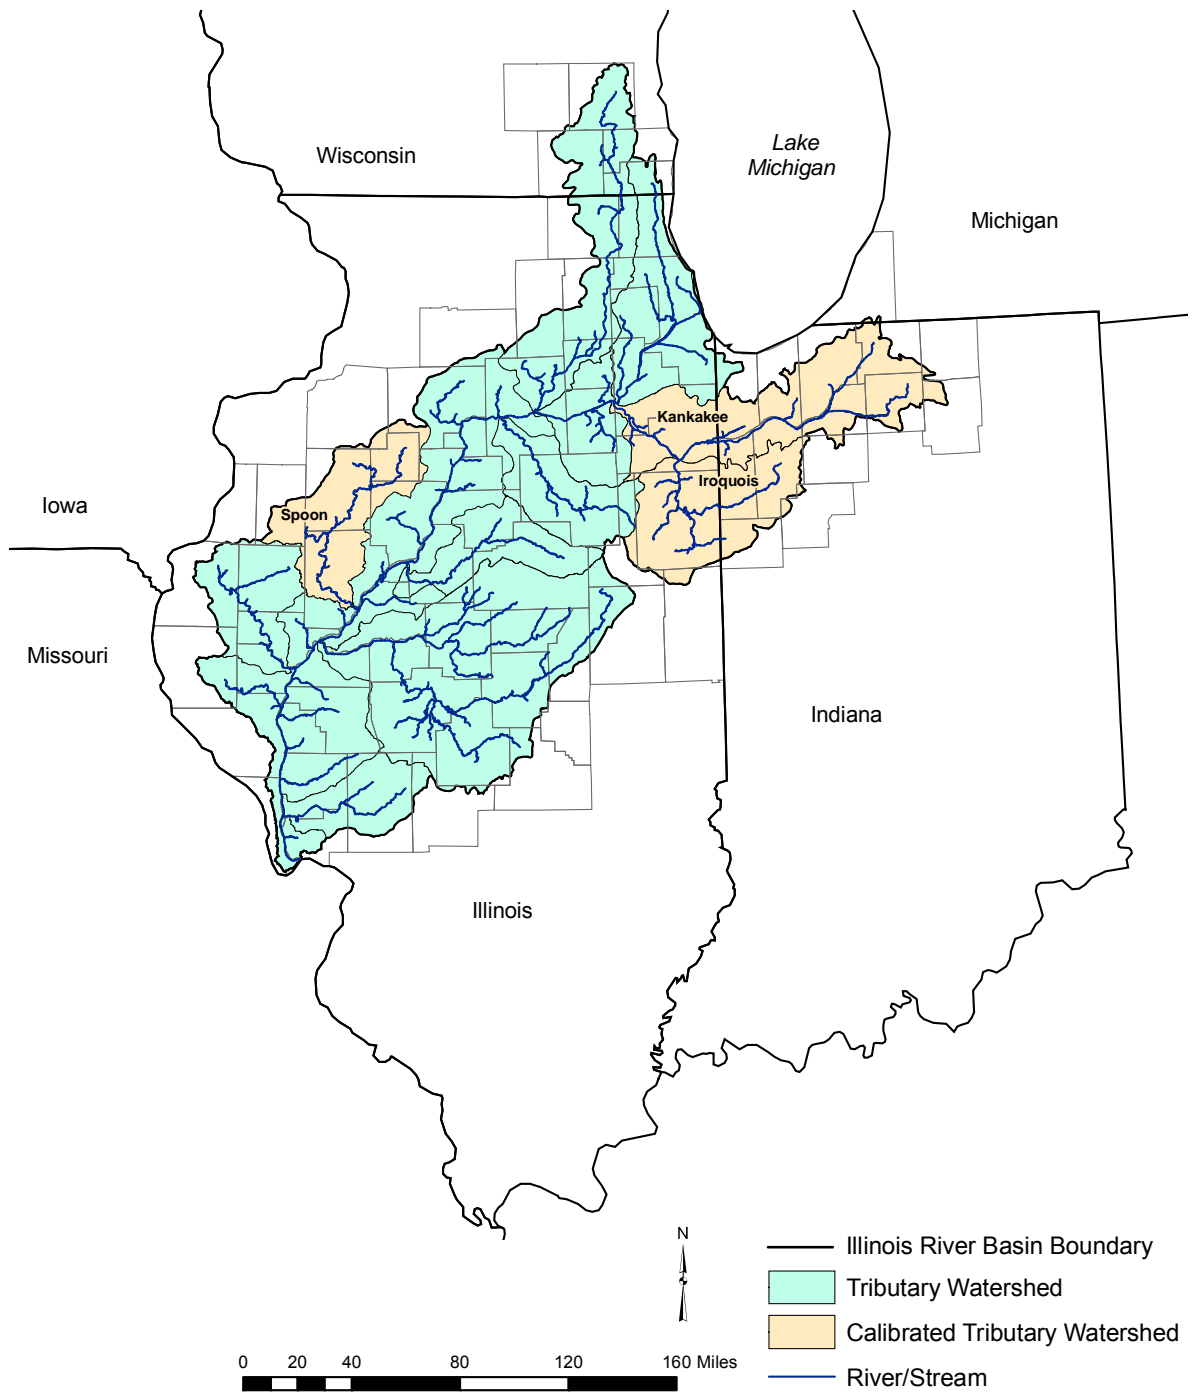 Wisconsin
Lake
Michigan
Michigan
Kankakee
Iroquois
Iowa
Spoon
Missouri
Indiana
Illinois
N
Illinois River Basin Boundary
Tributary Watershed
Calibrated Tributary Watershed
River/Stream
0 20 40 80 120 160 Miles